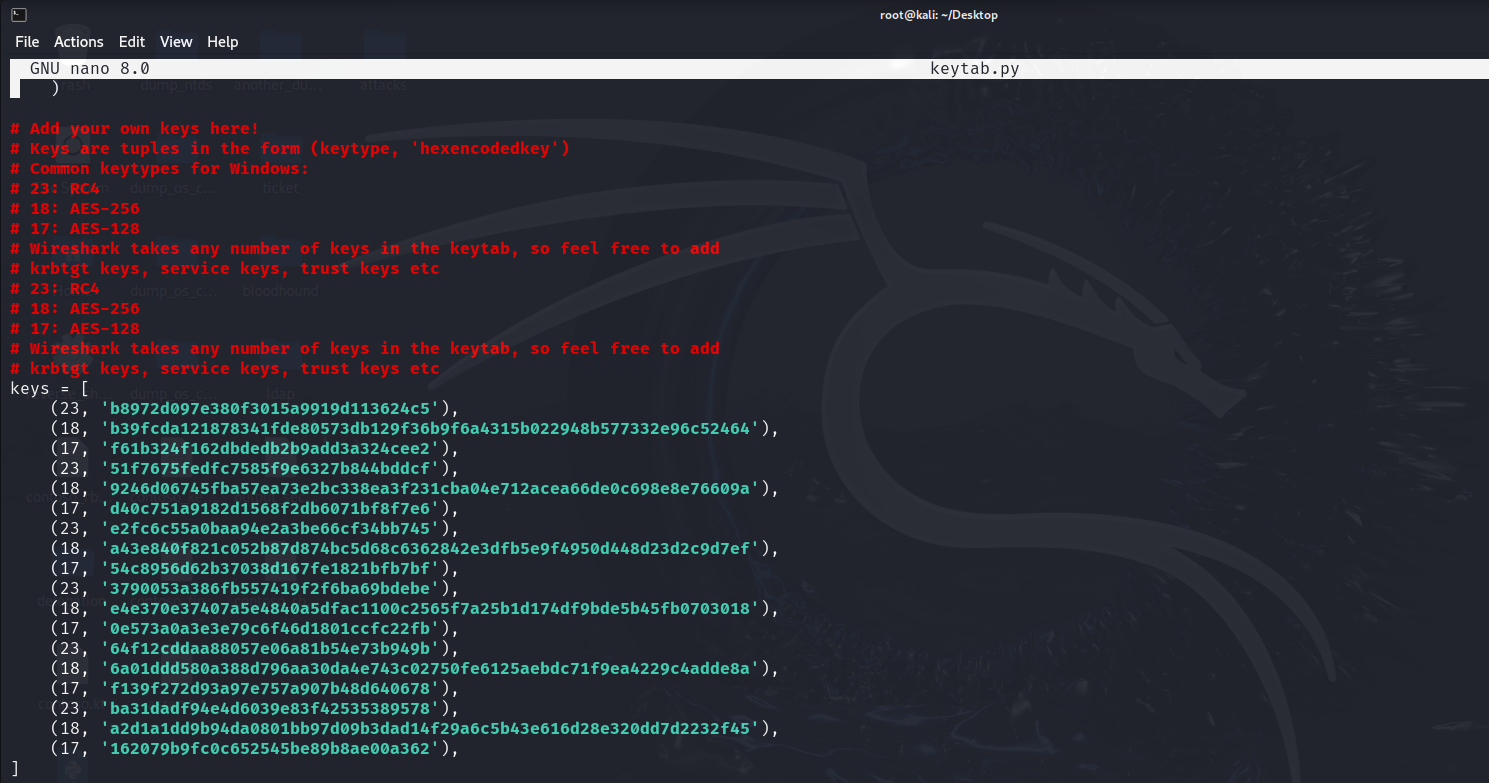 root@kali: ~/Desktop
File Actions Edit View Help
GNU nano 8.0 keytab.py
)
# Add your own keys here!
# Keys are tuples in the form (keytype, 'hexencodedkey')
# Common keytypes for Windows:
# 23: RC4
# 18: AES-256
# 17: AES-128
# Wireshark takes any number of keys in the keytab, so feel free to add
# krbtgt keys, service keys, trust keys etc
# 23: RC4
# 18: AES-256
# 17: AES-128
# Wireshark takes any number of keys in the keytab, so feel free to add
# krbtgt keys, service keys, trust keys etc
keys = [
(23, 'b8972d097e380f3015a9919d113624c5'),
(18, 'b39fcda121878341fde80573db129f36b9f6a4315b022948b577332e96c52464'),
(17, 'f61b324f162dbdedb2b9add3a324cee2'),
(23, '51f7675fedfc7585f9e6327b844bddcf'),
(18, '9246d06745fba57ea73e2bc338ea3f231cba04e712acea66de0c698e8e76609a'),
(17, 'd40c751a9182d1568f2db6071bf8f7e6'),
(23, 'e2fc6c55a0baa94e2a3be66cf34bb745'),
(18, 'a43e840f821c052b87d874bc5d68c6362842e3dfb5e9f4950d448d23d2c9d7ef'),
(17, '54c8956d62b37038d167fe1821bfb7bf'),
(23, '3790053a386fb557419f2f6ba69bdebe'),
(18, 'e4e370e37407a5e4840a5dfac1100c2565f7a25b1d174df9bde5b45fb0703018'),
(17, '0e573a0a3e3e79c6f46d1801ccfc22fb'),
(23, '64f12cddaa88057e06a81b54e73b949b'),
(18, '6a01ddd580a388d796aa30da4e743c02750fe6125aebdc71f9ea4229c4adde8a'),
(17, 'f139f272d93a97e757a907b48d640678'),
(23, 'ba31dadf94e4d6039e83f42535389578'),
(18, 'a2d1a1dd9b94da0801bb97d09b3dad14f29a6c5b43e616d28e320dd7d2232f45'),
(17, '162079b9fc0c652545be89b8ae00a362'),
]